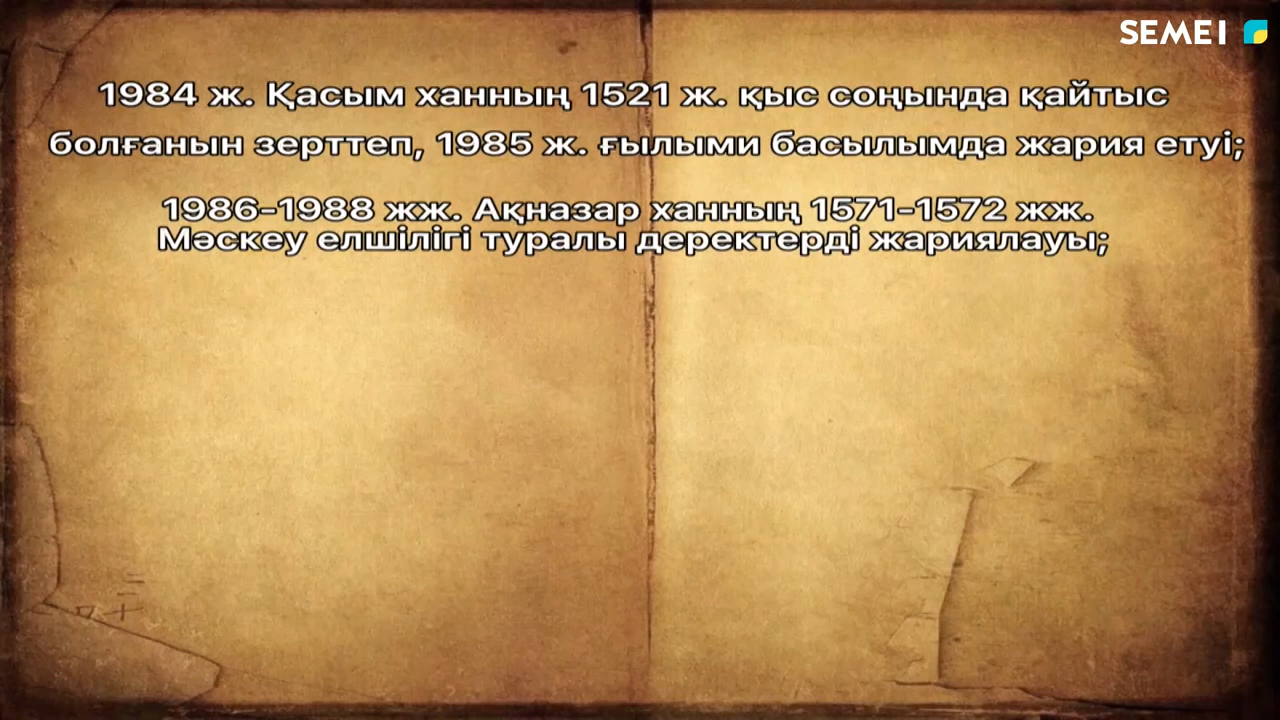 SEMEI
1984 ж. Қасым ханның 1521 ж. қыс соңында қайтыс
болғанын зерттеп, 1985 ж. ғылыми басылымда жария етуі;
1986-1988 жж. Ақназар ханның 1571-1572 жж.
Мәскеу елшілігі туралы деректерді жариялауы;